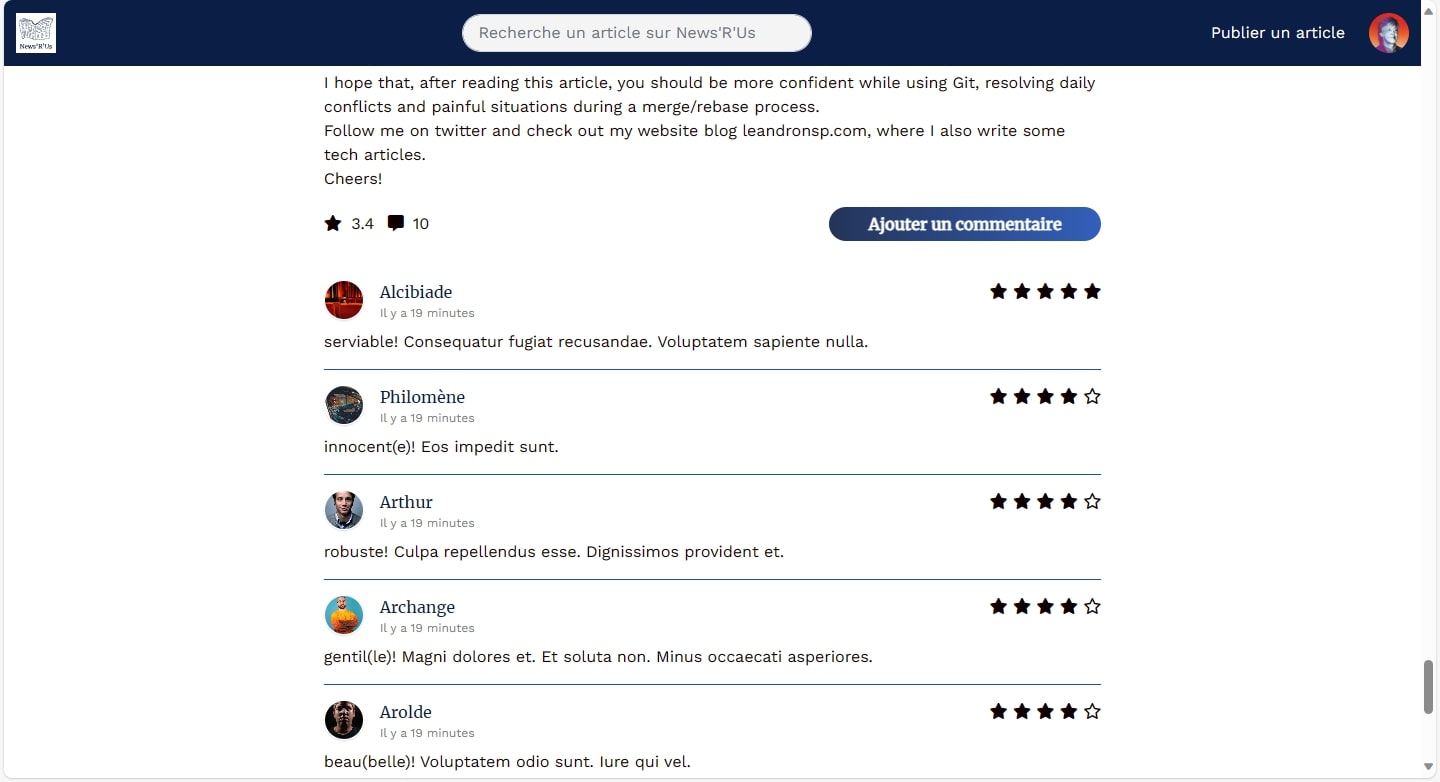 News'R'Us
Recherche un article sur News'R'Us
Publier un article
I hope that, after reading this article, you should be more confident while using Git, resolving daily
conflicts and painful situations during a merge/rebase process.
Follow me on twitter and check out my website blog leandronsp.com, where I also write some
tech articles.
Cheers!
3.4 10
Ajouter un commentaire
Alcibiade
Il y a 19 minutes
serviable! Consequatur fugiat recusandae. Voluptatem sapiente nulla.
Philomène
Il y a 19 minutes
innocent(e)! Eos impedit sunt.
Arthur
Il y a 19 minutes
robuste! Culpa repellendus esse. Dignissimos provident et.
Archange
Il y a 19 minutes
gentil(le)! Magni dolores et. Et soluta non. Minus occaecati asperiores.
Arolde
Il y a 19 minutes
beau(belle)! Voluptatem odio sunt. Iure qui vel.